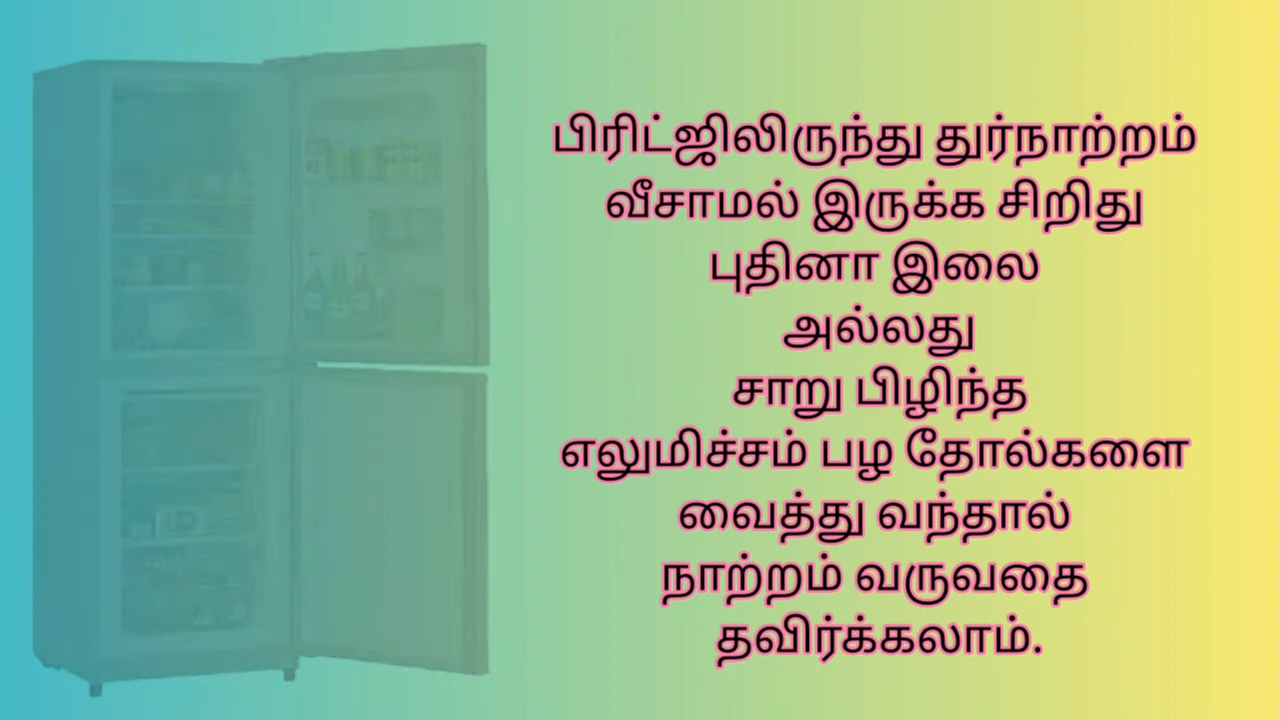 பிரிட்ஜிலிருந்து துர்நாற்றம்
வீசாமல் இருக்க சிறிது
புதினா இலை
அல்லது
சாறு பிழிந்த
எலுமிச்சம் பழ தோல்களை
வைத்து வந்தால்
நாற்றம் வருவதை
தவிர்க்கலாம்.